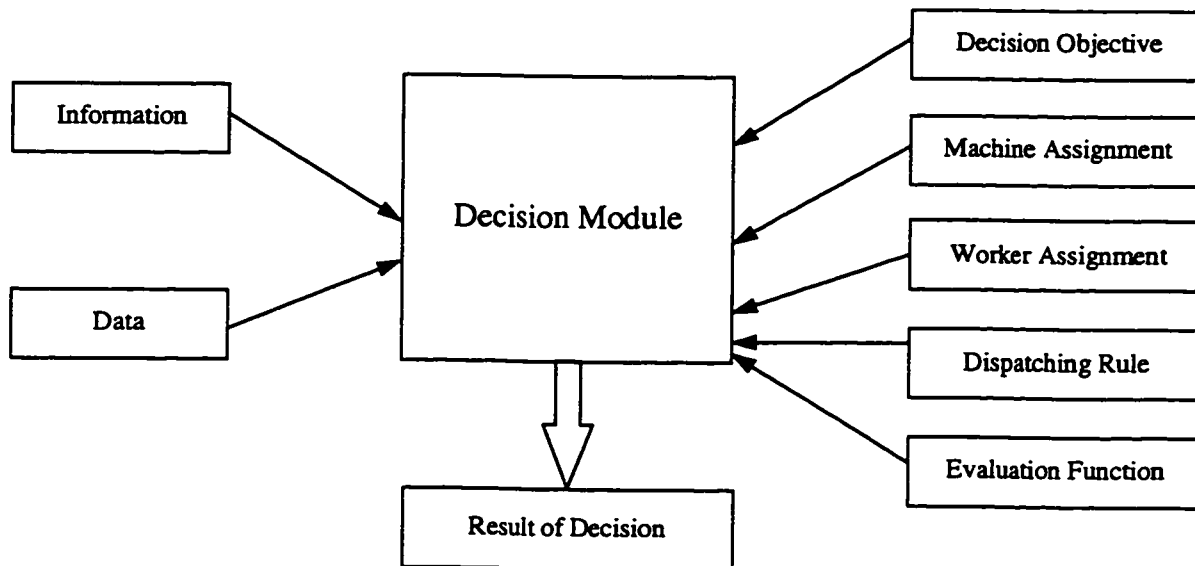 Decision Objective
Information
Machine Assignment
Decision Module
Worker Assignment
Data
Dispatching Rule
Evaluation Function
Result of Decision